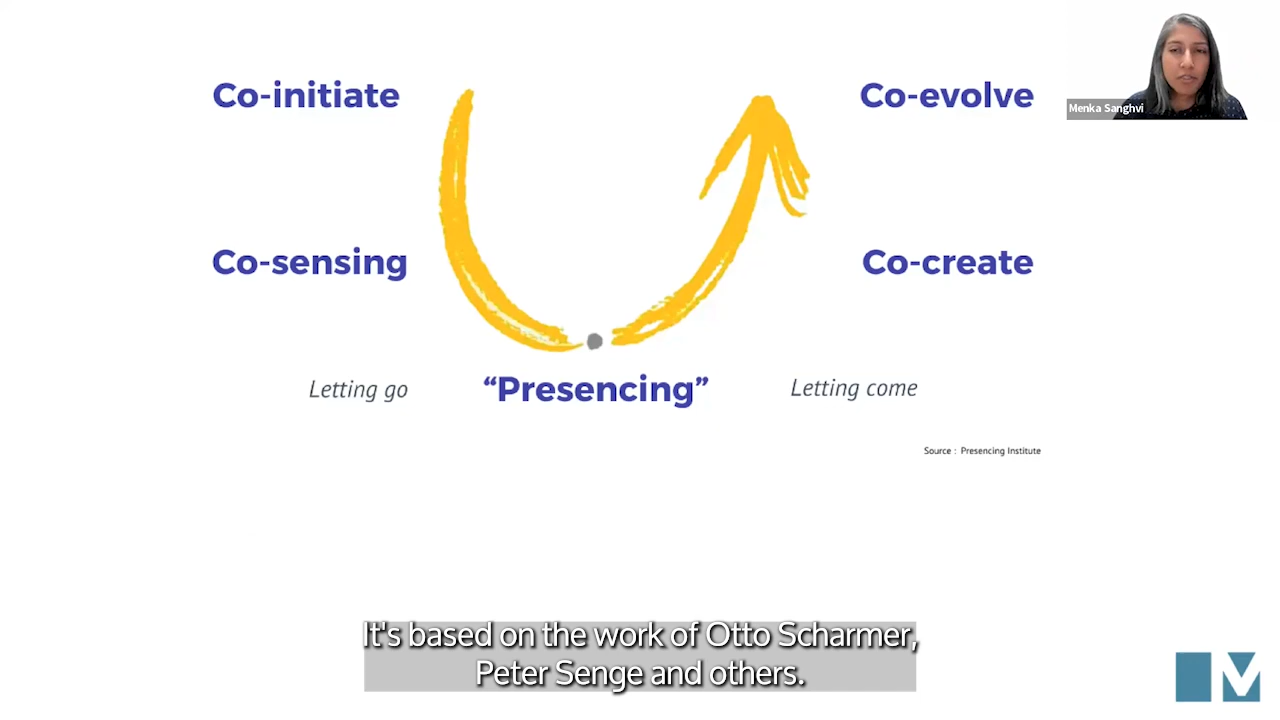 Co-initiate
Co-evolve
Menka Sanghvi
Co-sensing
Co-create
Letting go
“Presencing”
Letting come
Source : Presencing Institute
It's based on the work of Otto Scharmer,
Peter Senge and others.